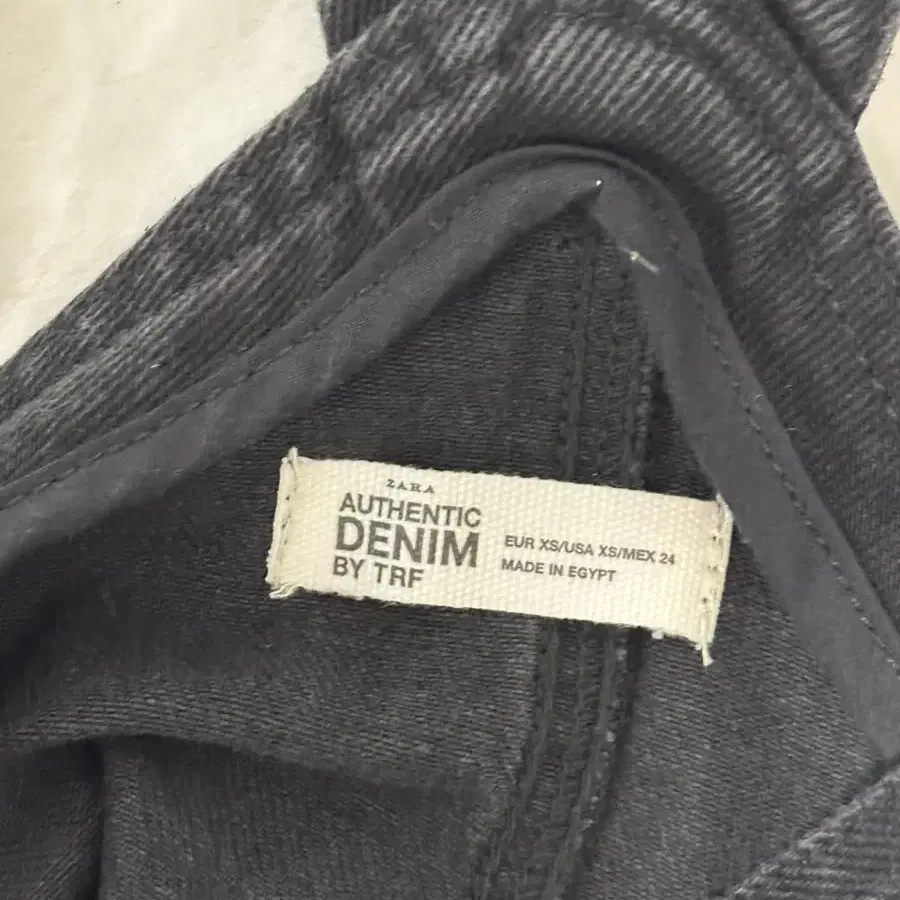 ZARA
AUTHENTIC
DENIM
BY TRF
EUR XS/USA XS/MEX 24
MADE IN EGYPT